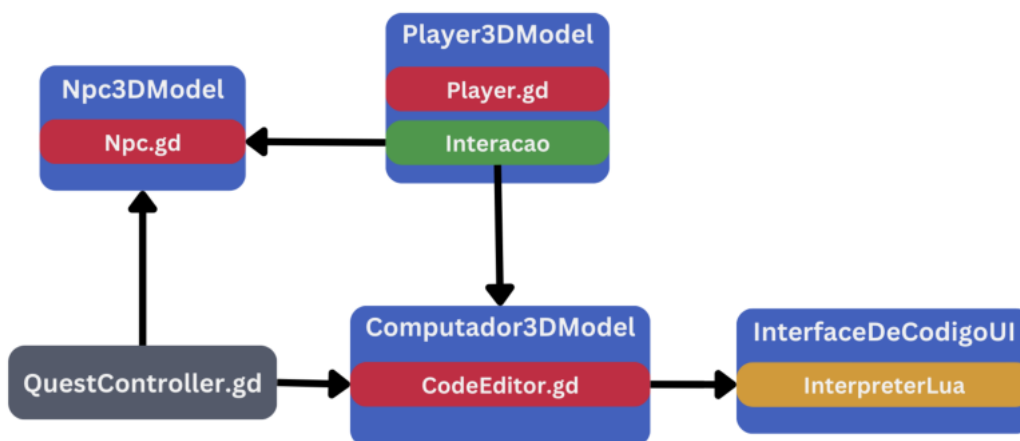 Player3DModel
Player.gd
Interacao
Npc3DModel
Npc.gd
QuestController.gd
Computador3DModel
CodeEditor.gd
InterfaceDeCodigoUI
InterpreterLua